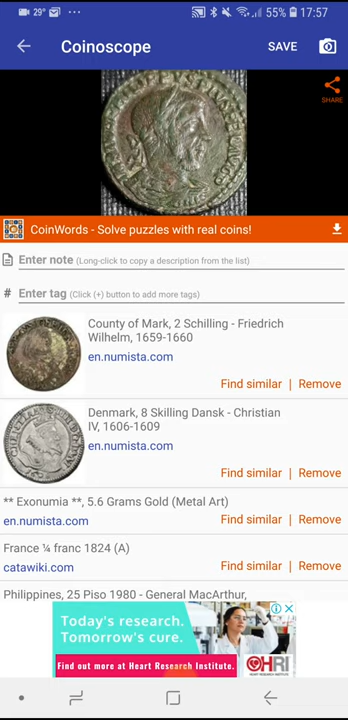 29° ... 55% 17:57
Coinoscope
SAVE
SHARE
CoinWords - Solve puzzles with real coins!
Enter note (Long-click to copy a description from the list)
# Enter tag (Click (+) button to add more tags)
County of Mark, 2 Schilling - Friedrich
Wilhelm, 1659-1660
en.numista.com
Find similar | Remove
Denmark, 8 Skilling Dansk - Christian
IV, 1606-1609
en.numista.com
Find similar | Remove
** Exonumia **, 5.6 Grams Gold (Metal Art)
en.numista.com
Find similar | Remove
France ¼ franc 1824 (A)
catawiki.com
Find similar | Remove
Philippines, 25 Piso 1980 - General MacArthur,
Today's research.
Tomorrow's cure.
Find out more at Heart Research Institute.
HRI
HEART RESEARCH INSTITUTE